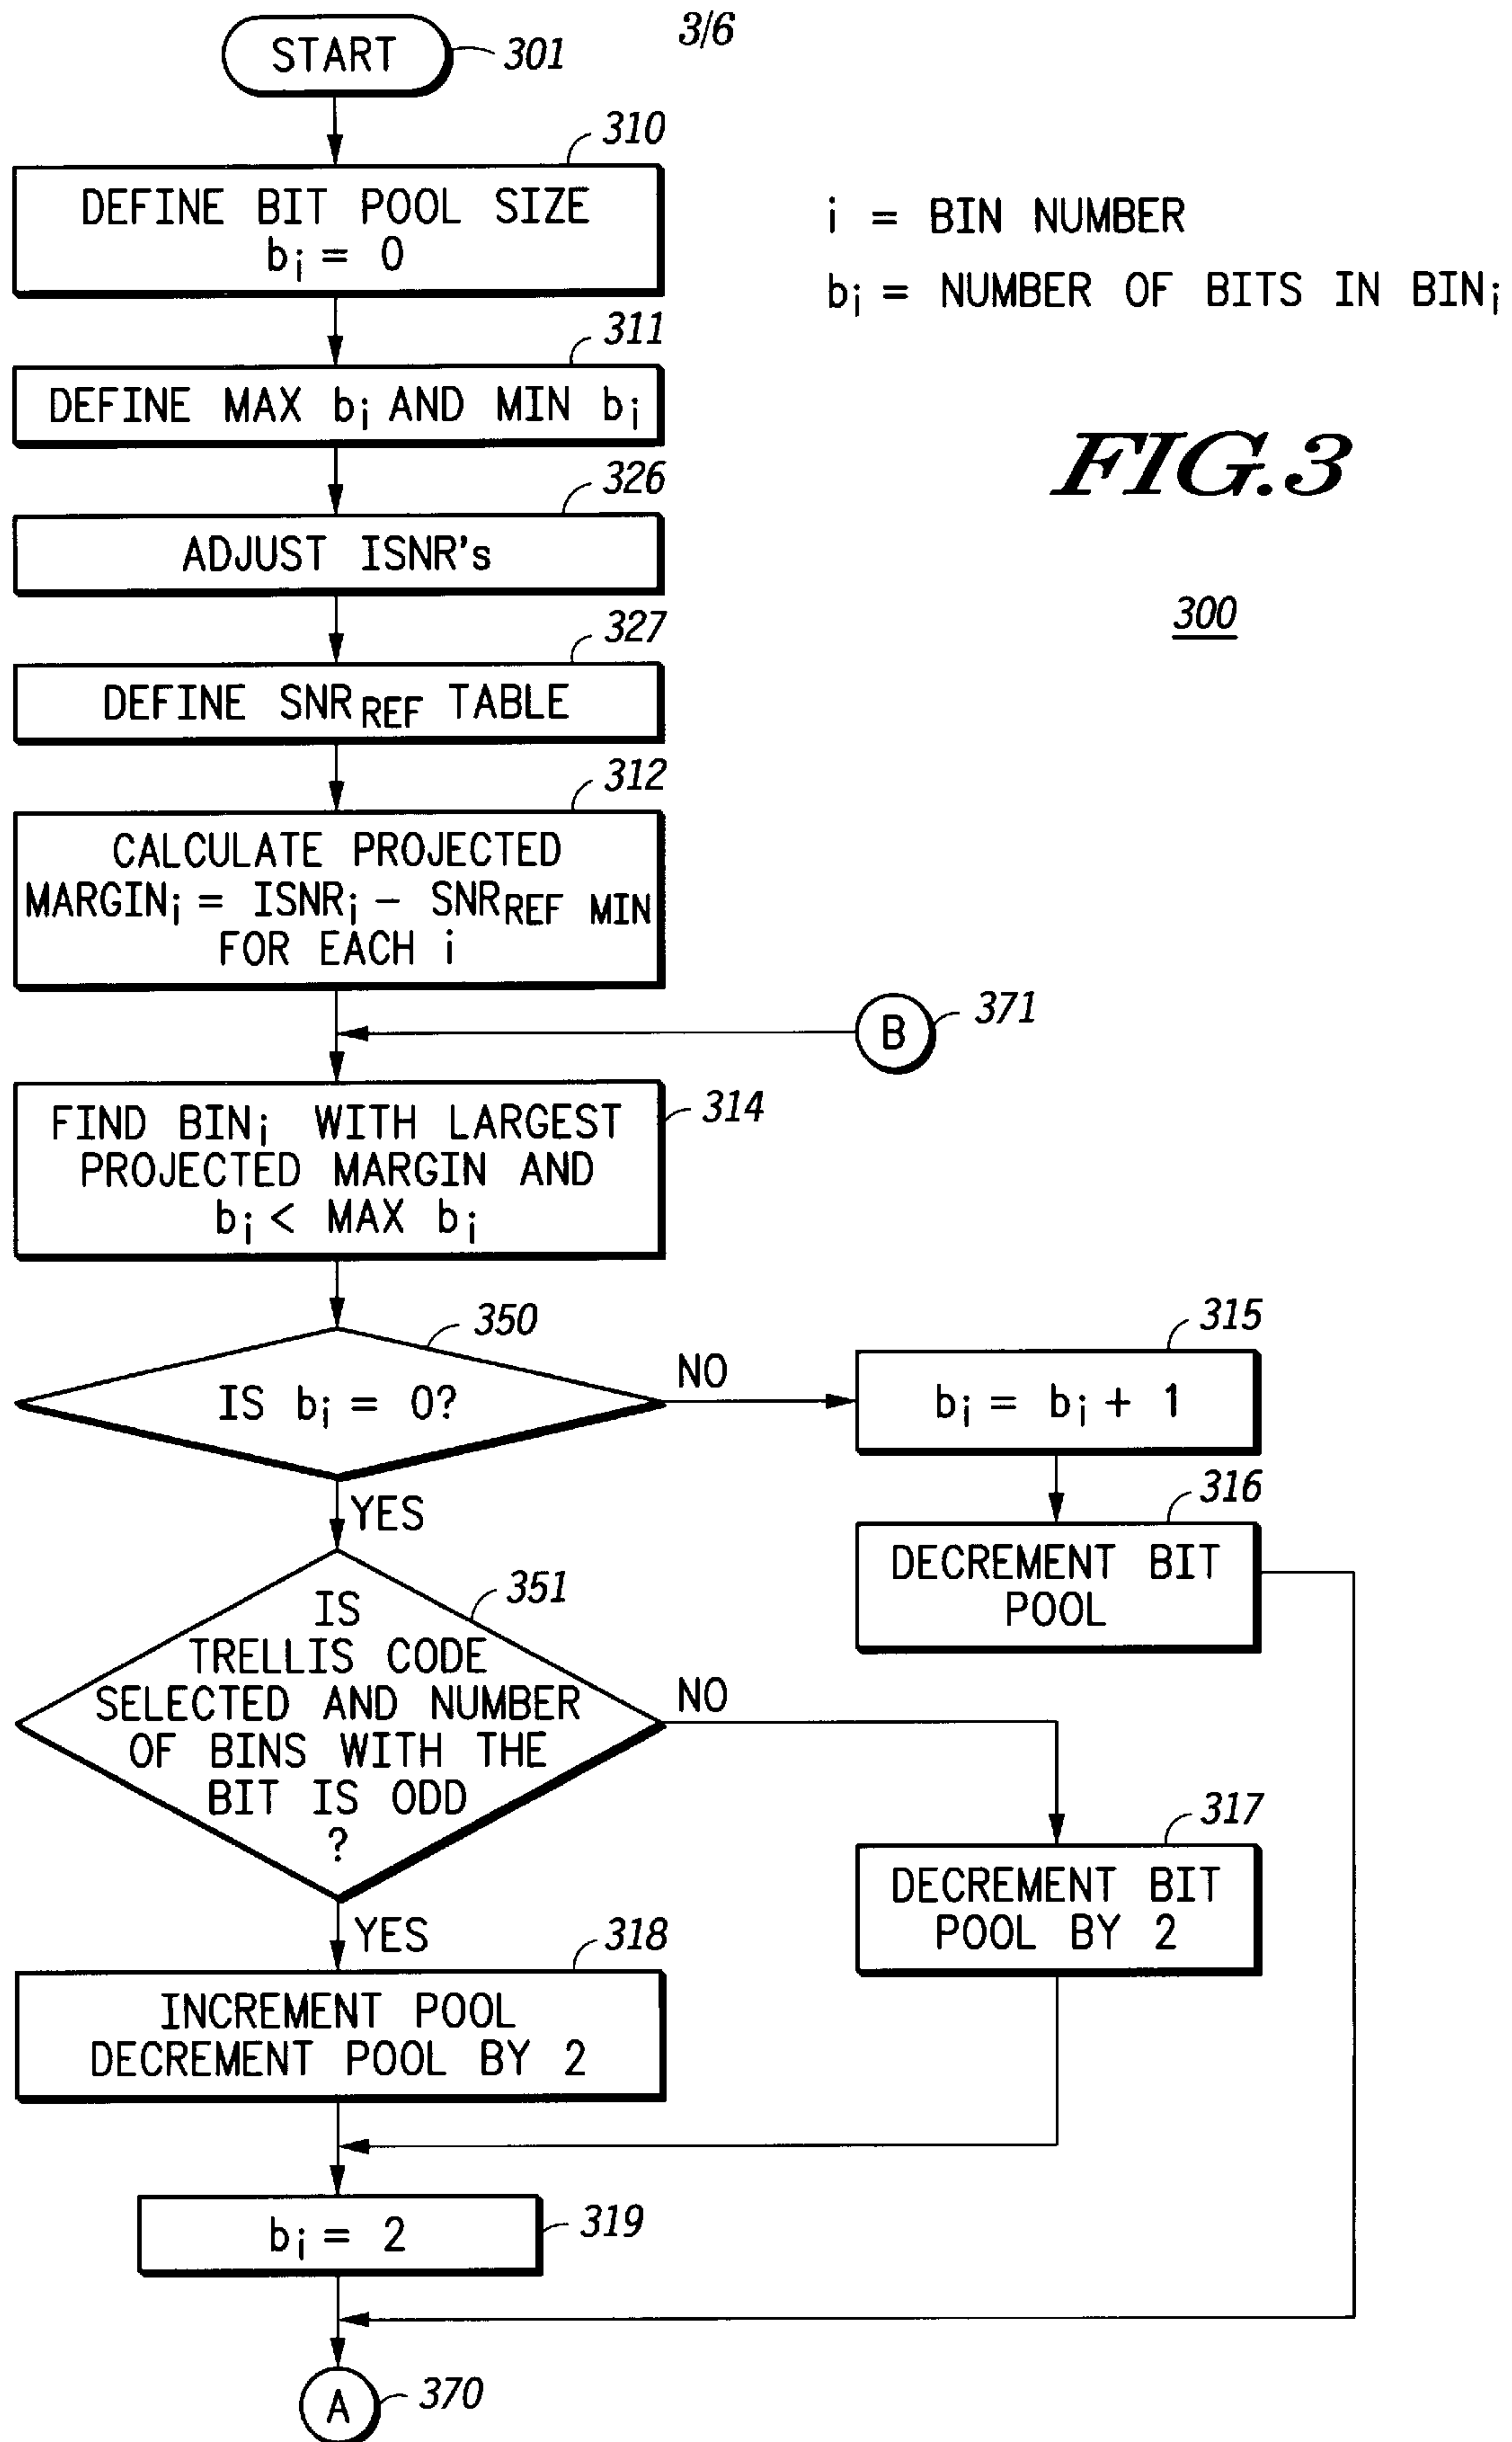 3/6
START
301
310
DEFINE BIT POOL SIZE
bi = 0
i = BIN NUMBER
bi = NUMBER OF BITS IN BINi
311
DEFINE MAX bi AND MIN bi
FIG.3
326
ADJUST ISNR's
300
327
DEFINE SNRREF TABLE
312
CALCULATE PROJECTED
MARGINi = ISNRi - SNRREF MIN
FOR EACH i
B
371
314
FIND BINi WITH LARGEST
PROJECTED MARGIN AND
bi < MAX bi
350
IS bi = 0?
NO
315
bi = bi + 1
YES
316
DECREMENT BIT
POOL
351
IS
TRELLIS CODE
SELECTED AND NUMBER
OF BINS WITH THE
BIT IS ODD
?
NO
317
DECREMENT BIT
POOL BY 2
YES
318
INCREMENT POOL
DECREMENT POOL BY 2
bi = 2
319
A
370